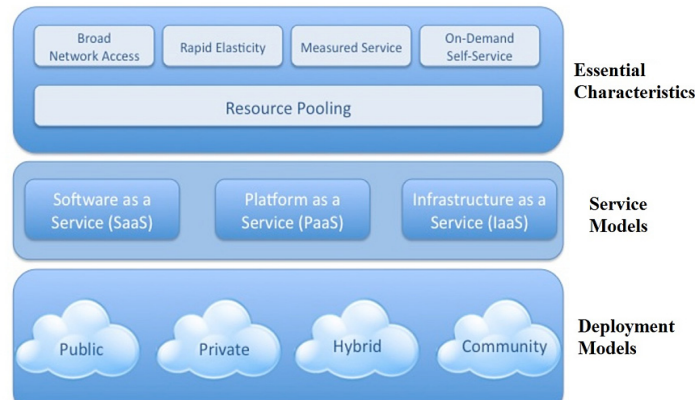 Broad
Network Access
Rapid Elasticity
Measured Service
On-Demand
Self-Service
Resource Pooling
Essential
Characteristics
Software as a
Service (SaaS)
Platform as a
Service (PaaS)
Infrastructure as a
Service (IaaS)
Service
Models
Public
Private
Hybrid
Community
Deployment
Models